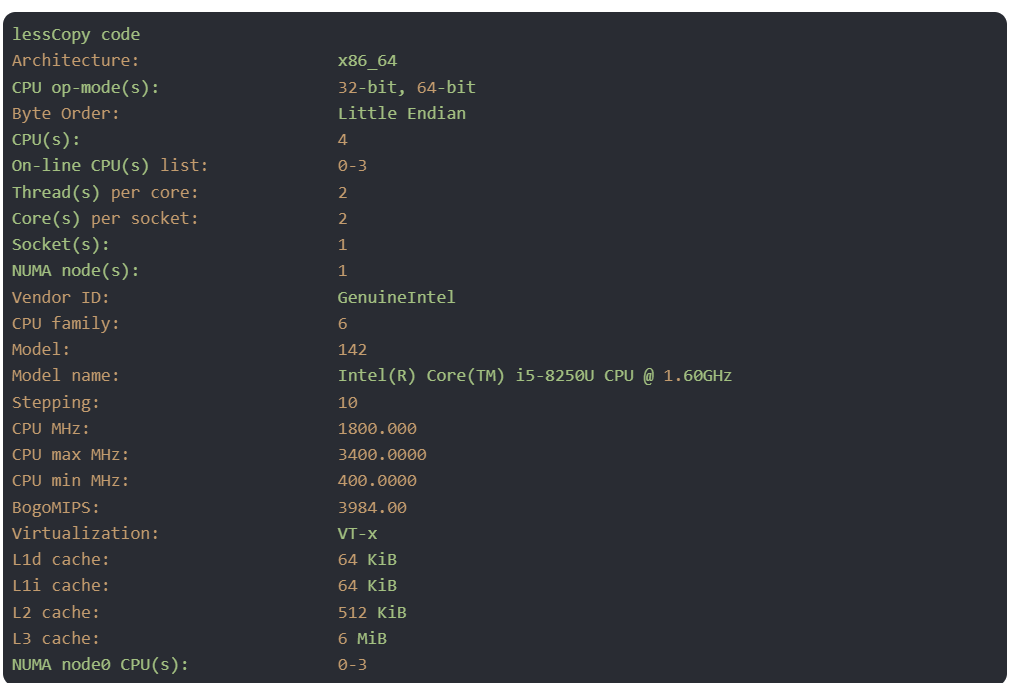 lessCopy code
Architecture: x86_64
CPU op-mode(s): 32-bit, 64-bit
Byte Order: Little Endian
CPU(s): 4
On-line CPU(s) list: 0-3
Thread(s) per core: 2
Core(s) per socket: 2
Socket(s): 1
NUMA node(s): 1
Vendor ID: GenuineIntel
CPU family: 6
Model: 142
Model name: Intel(R) Core(TM) i5-8250U CPU @ 1.60GHz
Stepping: 10
CPU MHz: 1800.000
CPU max MHz: 3400.0000
CPU min MHz: 400.0000
BogoMIPS: 3984.00
Virtualization: VT-x
L1d cache: 64 KiB
L1i cache: 64 KiB
L2 cache: 512 KiB
L3 cache: 6 MiB
NUMA node0 CPU(s): 0-3